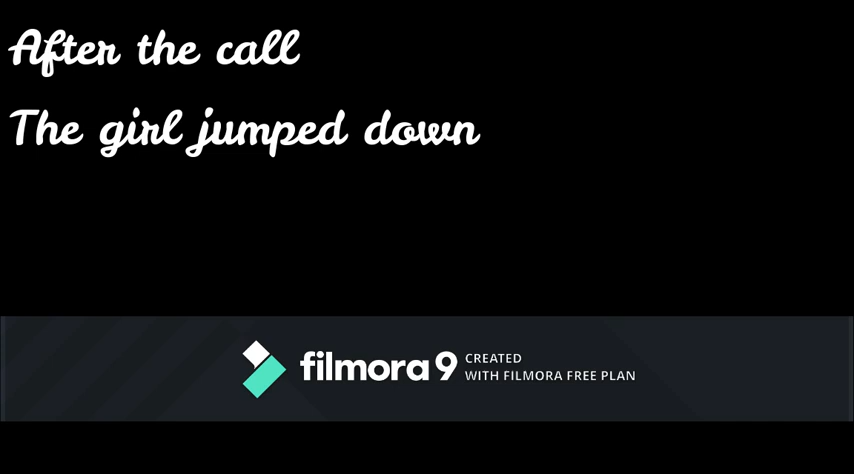 After the call
The girl jumped down
filmora 9 CREATED
WITH FILMORA FREE PLAN